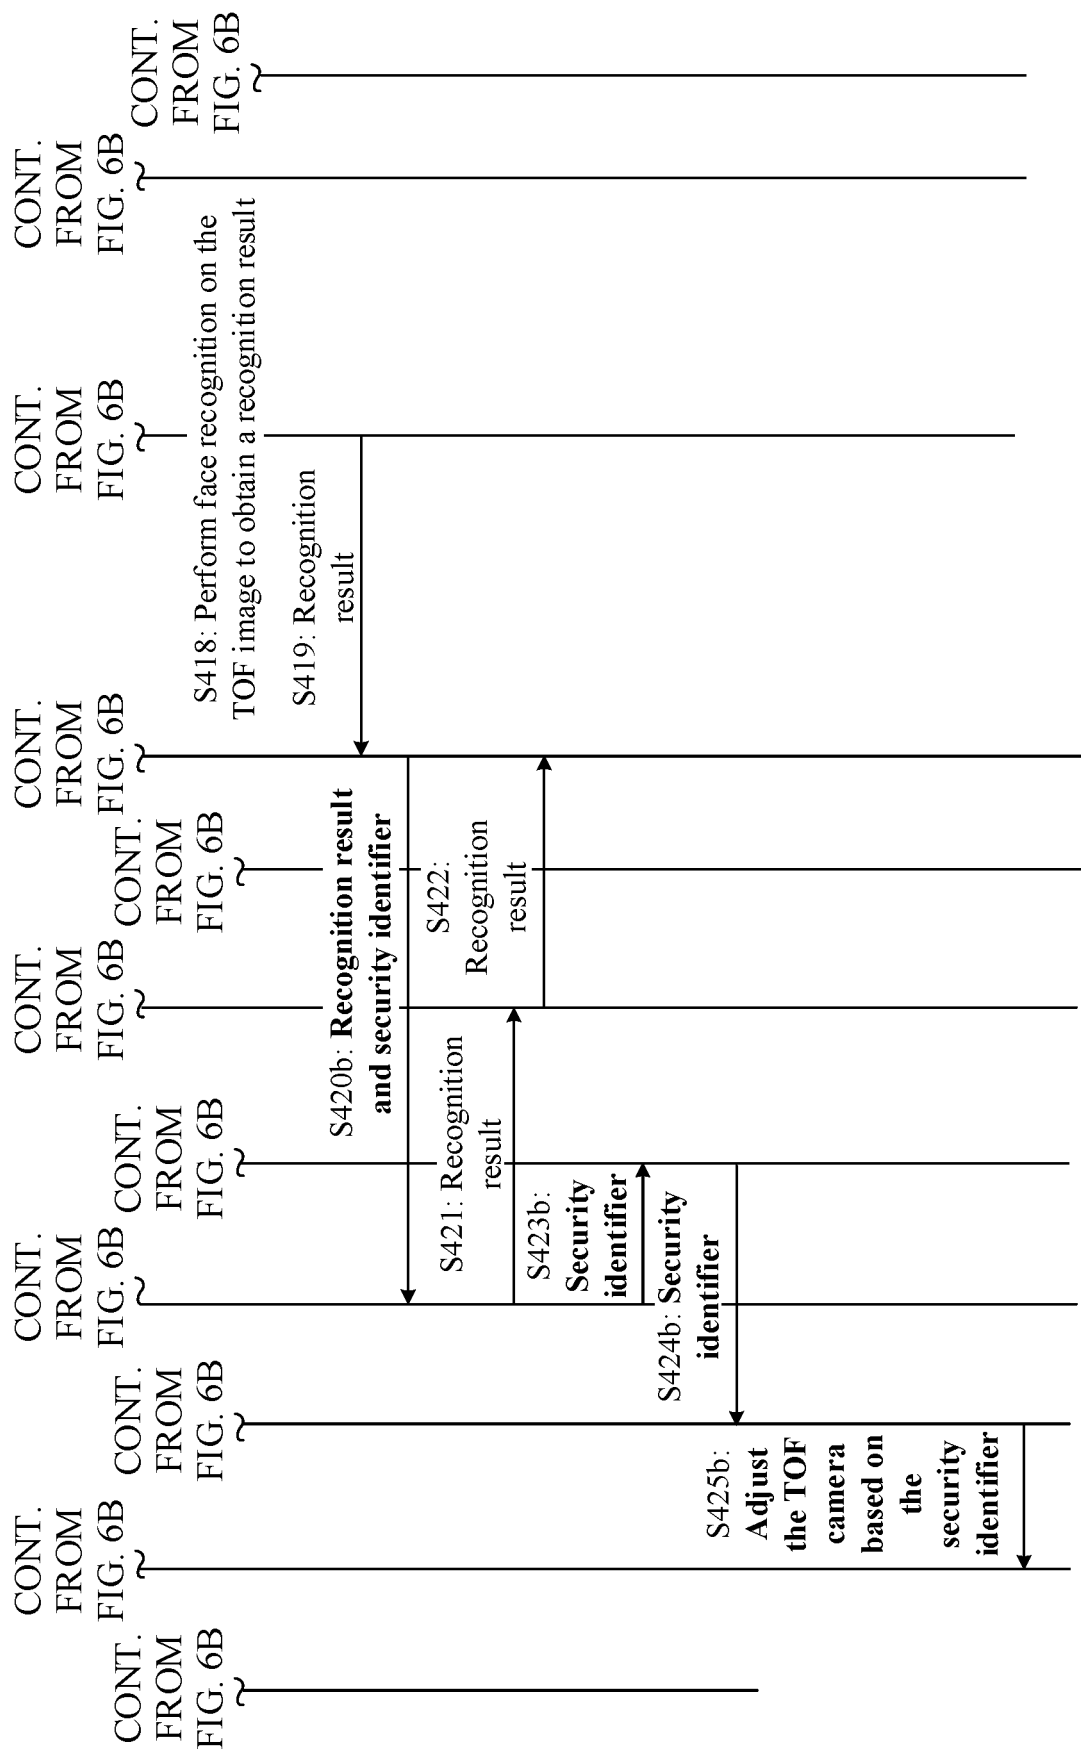 CONT.
FROM
FIG. 6B
CONT.
FROM
FIG. 6B
CONT.
FROM
FIG. 6B
CONT.
FROM
FIG. 6B
CONT.
FROM
FIG. 6B
CONT.
FROM
FIG. 6B
CONT.
FROM
FIG. 6B
CONT.
FROM
FIG. 6B
CONT.
FROM
FIG. 6B
CONT.
FROM
FIG. 6B
CONT.
FROM
FIG. 6B
S418: Perform face recognition on the
TOF image to obtain a recognition result
S419: Recognition
result
S420b: Recognition result
and security identifier
S421: Recognition
result
S422:
Recognition
result
S423b:
Security
identifier
S424b: Security
identifier
S425b:
Adjust
the TOF
camera
based on
the
security
identifier